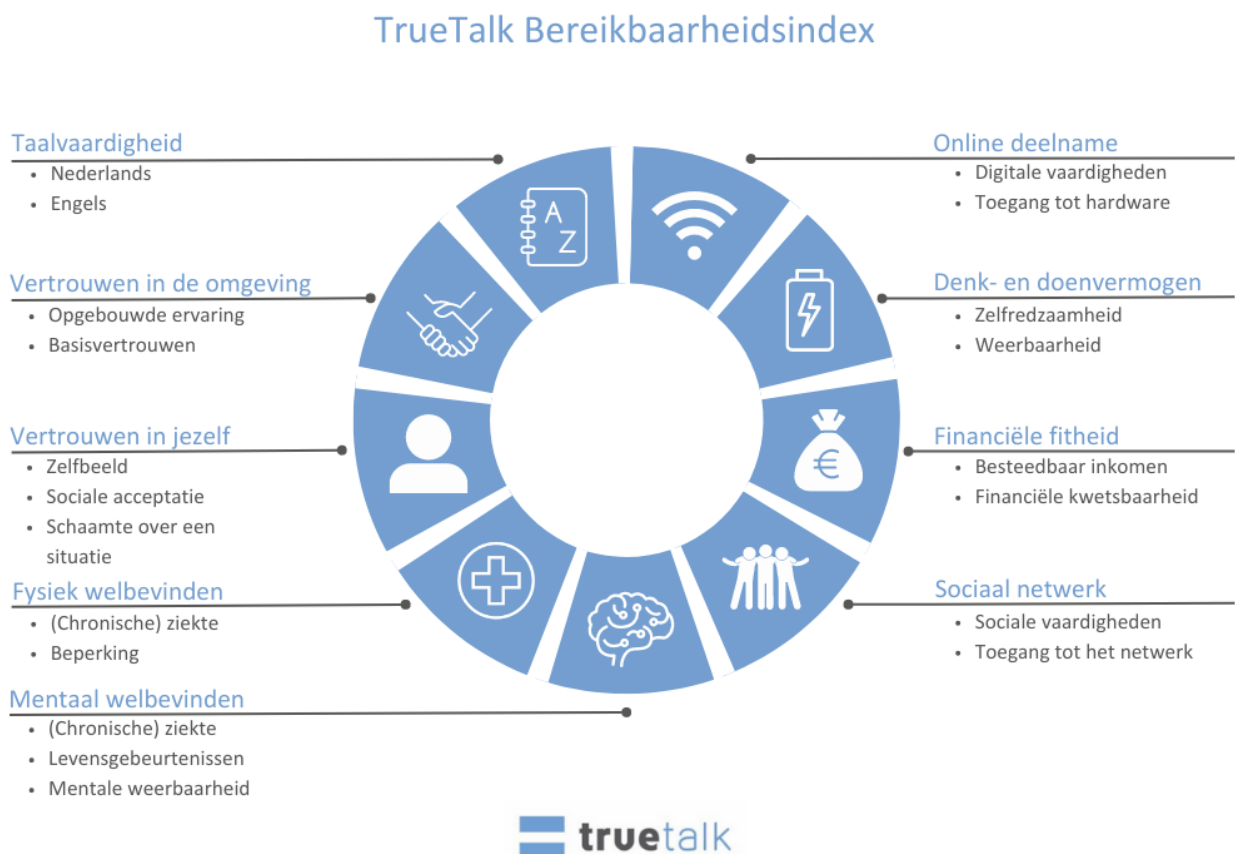 TrueTalk Bereikbaarheidsindex
Taalvaardigheid
• Nederlands
• Engels
Vertrouwen in de omgeving
• Opgebouwde ervaring
• Basisvertrouwen
Vertrouwen in jezelf
• Zelfbeeld
• Sociale acceptatie
• Schaamte over een
situatie
Fysiek welbevinden
• (Chronische) ziekte
• Beperking
Mentaal welbevinden
• (Chronische) ziekte
• Levensgebeurtenissen
• Mentale weerbaarheid
A
Z
€
Online deelname
• Digitale vaardigheden
• Toegang tot hardware
Denk- en doenvermogen
• Zelfredzaamheid
• Weerbaarheid
Financiële fitheid
• Besteedbaar inkomen
• Financiële kwetsbaarheid
Sociaal netwerk
• Sociale vaardigheden
• Toegang tot het netwerk
truetalk